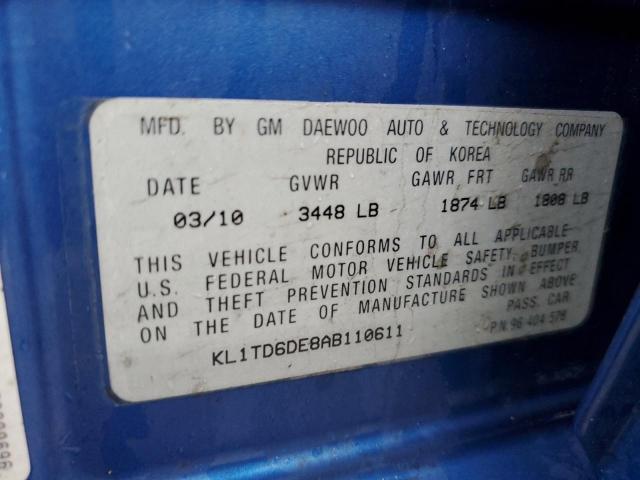 MFD. BY GM DAEWOO AUTO & TECHNOLOGY COMPANY
REPUBLIC OF KOREA
DATE GVWR GAWR FRT GAWR RR
03/10 3448 LB 1874 LB 1808 LB
THIS VEHICLE CONFORMS TO ALL APPLICABLE
U.S. FEDERAL MOTOR VEHICLE SAFETY, BUMPER,
AND THEFT PREVENTION STANDARDS IN EFFECT
ON THE DATE OF MANUFACTURE SHOWN ABOVE
PASS. CAR
P.N. 96 404 578
KL1TD6DE8AB110611